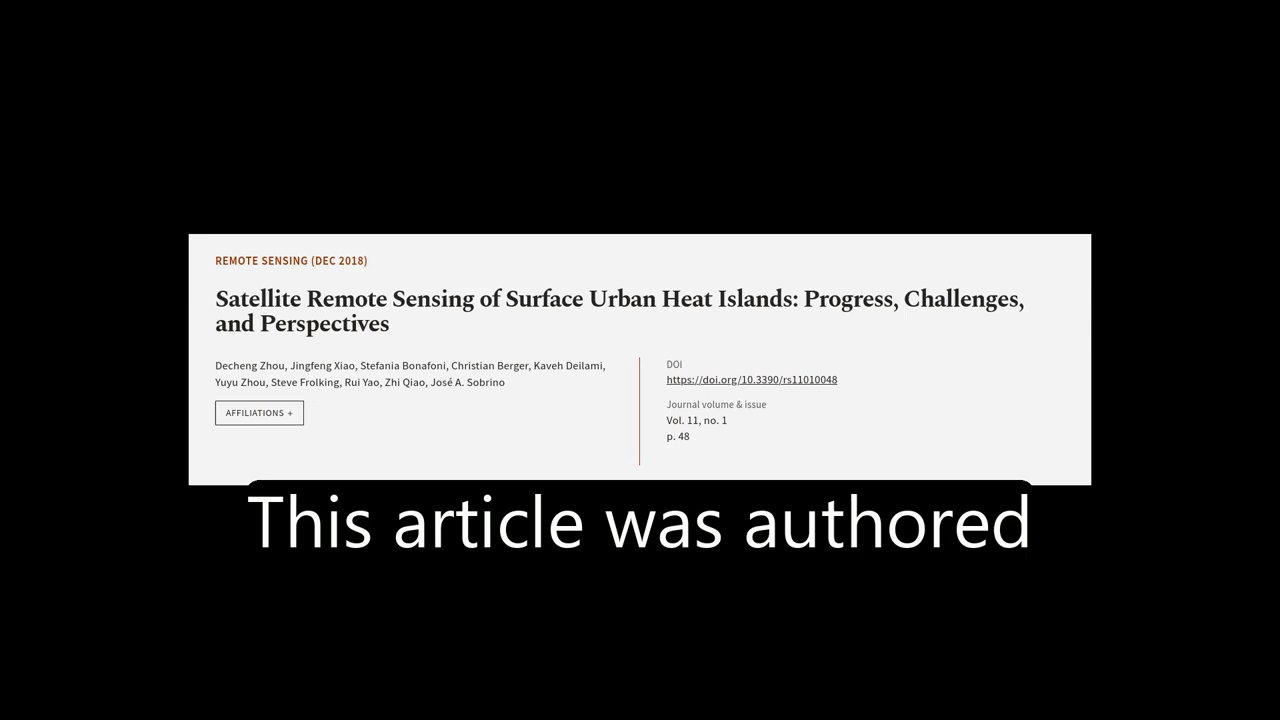 REMOTE SENSING (DEC 2018)
Satellite Remote Sensing of Surface Urban Heat Islands: Progress, Challenges,
and Perspectives
Decheng Zhou, Jingfeng Xiao, Stefania Bonafoni, Christian Berger, Kaveh Deilami,
Yuyu Zhou, Steve Frolking, Rui Yao, Zhi Qiao, José A. Sobrino
AFFILIATIONS +
DOI
https://doi.org/10.3390/rs11010048
Journal volume & issue
Vol. 11, no. 1
p. 48
This article was authored